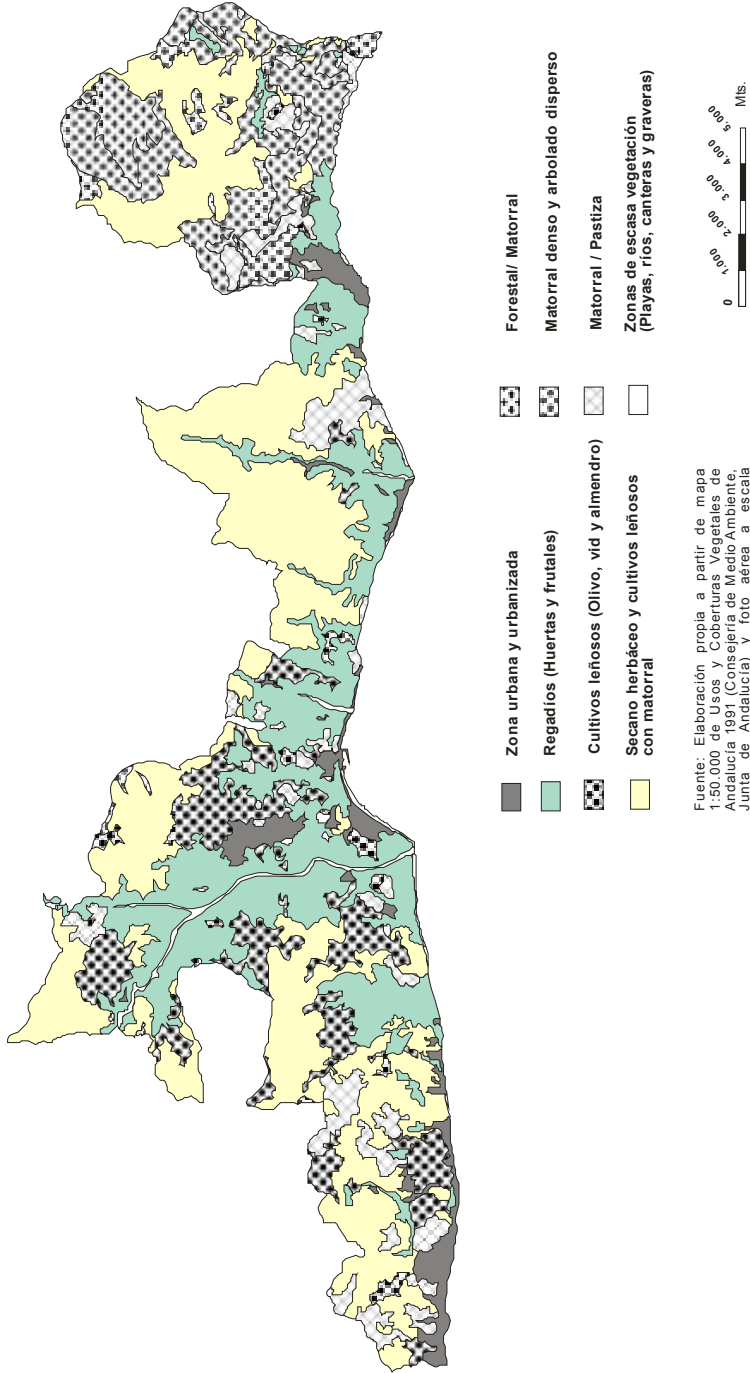 Zona urbana y urbanizada
Regadíos (Huertas y frutales)
Cultivos leñosos (Olivo, vid y almendro)
Secano herbáceo y cultivos leñosos
con matorral
Forestal/ Matorral
Matorral denso y arbolado disperso
Matorral / Pastiza
Zonas de escasa vegetación
(Playas, ríos, canteras y graveras)
Fuente: Elaboración propia a partir de mapa
1:50.000 de Usos y Coberturas Vegetales de
Andalucía 1991 (Consejería de Medio Ambiente,
Junta de Andalucía) y foto aérea a escala
0 1.000 2.000 3.000 4.000 5.000 Mts.